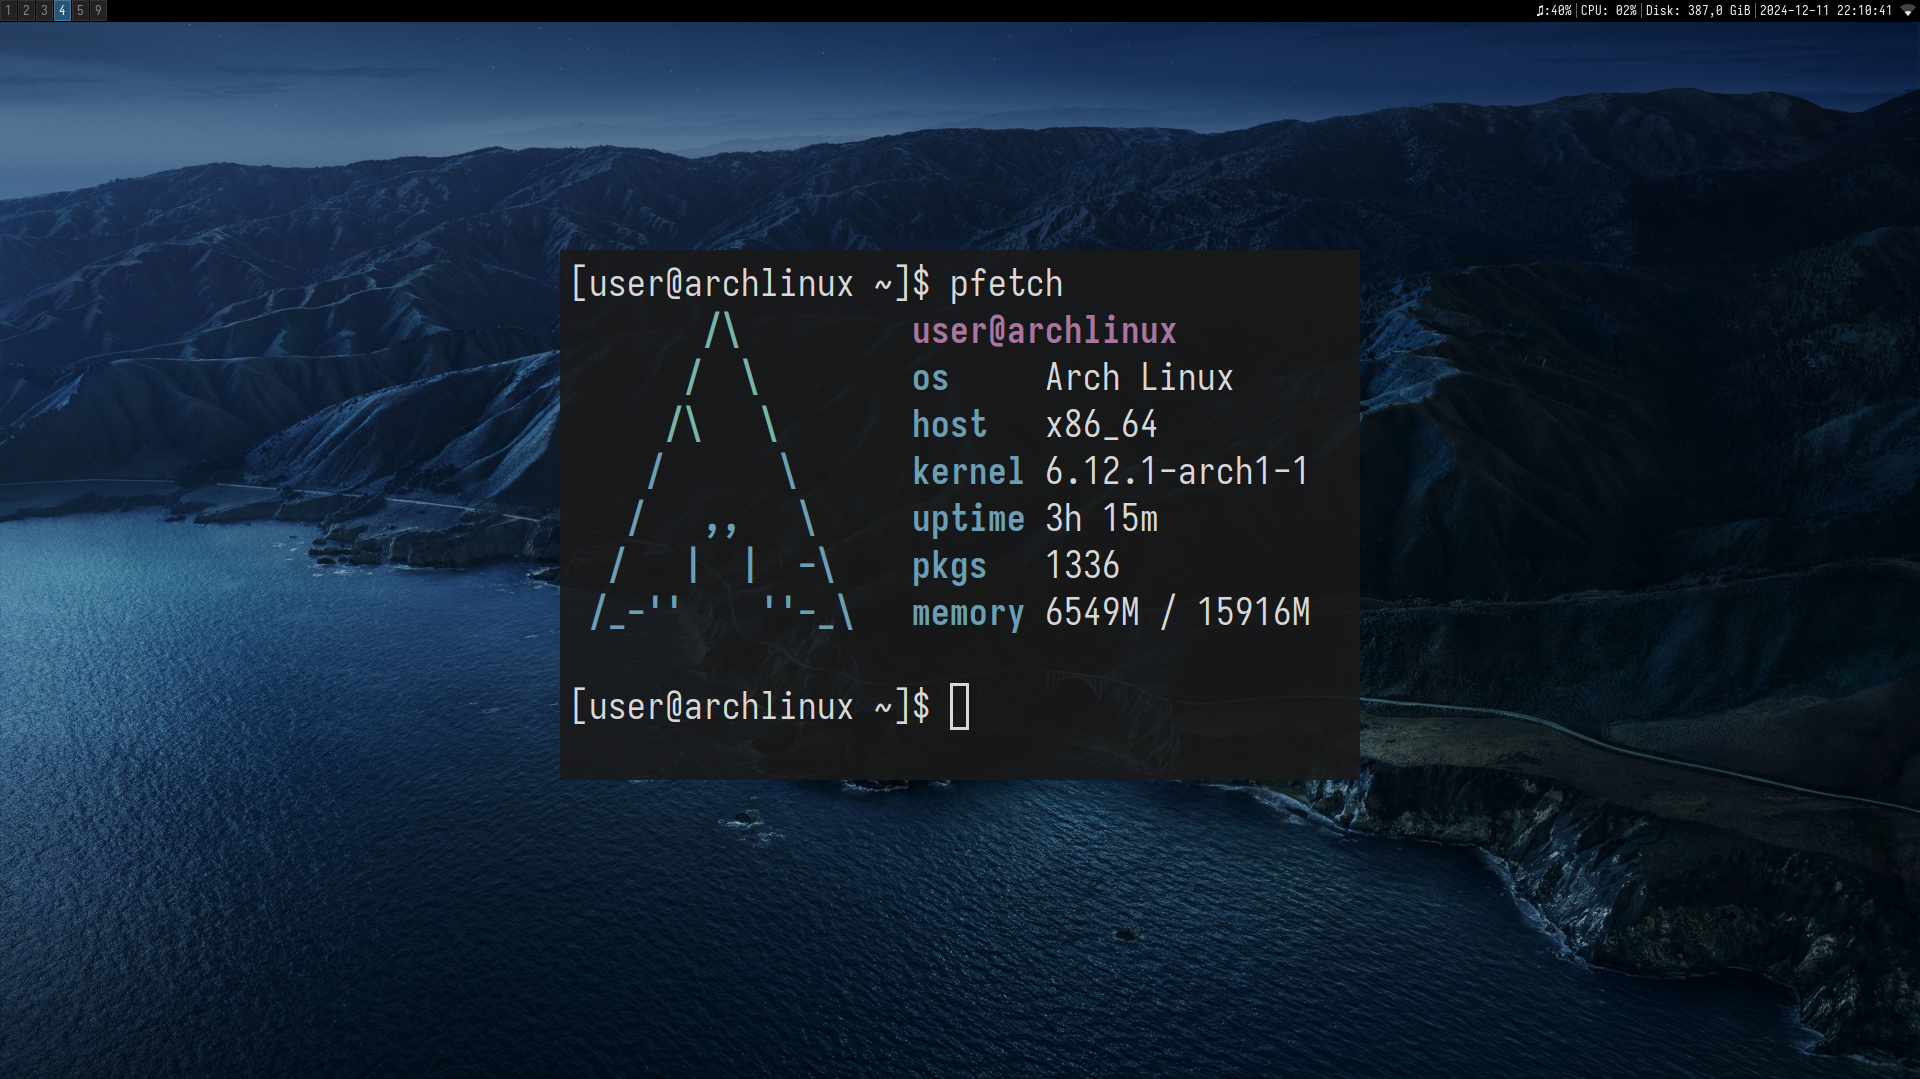 1 2 3 4 5 9
♫:40%|CPU: 02%|Disk: 387,0 GiB|2024-12-11 22:10:41
[user@archlinux ~]$ pfetch
       /\         user@archlinux
      /  \        os     Arch Linux
     /\   \       host   x86_64
    /      \      kernel 6.12.1-arch1-1
   /   ,,   \     uptime 3h 15m
  /   |  |  -\    pkgs   1336
 /_-''    ''-_\   memory 6549M / 15916M
[user@archlinux ~]$